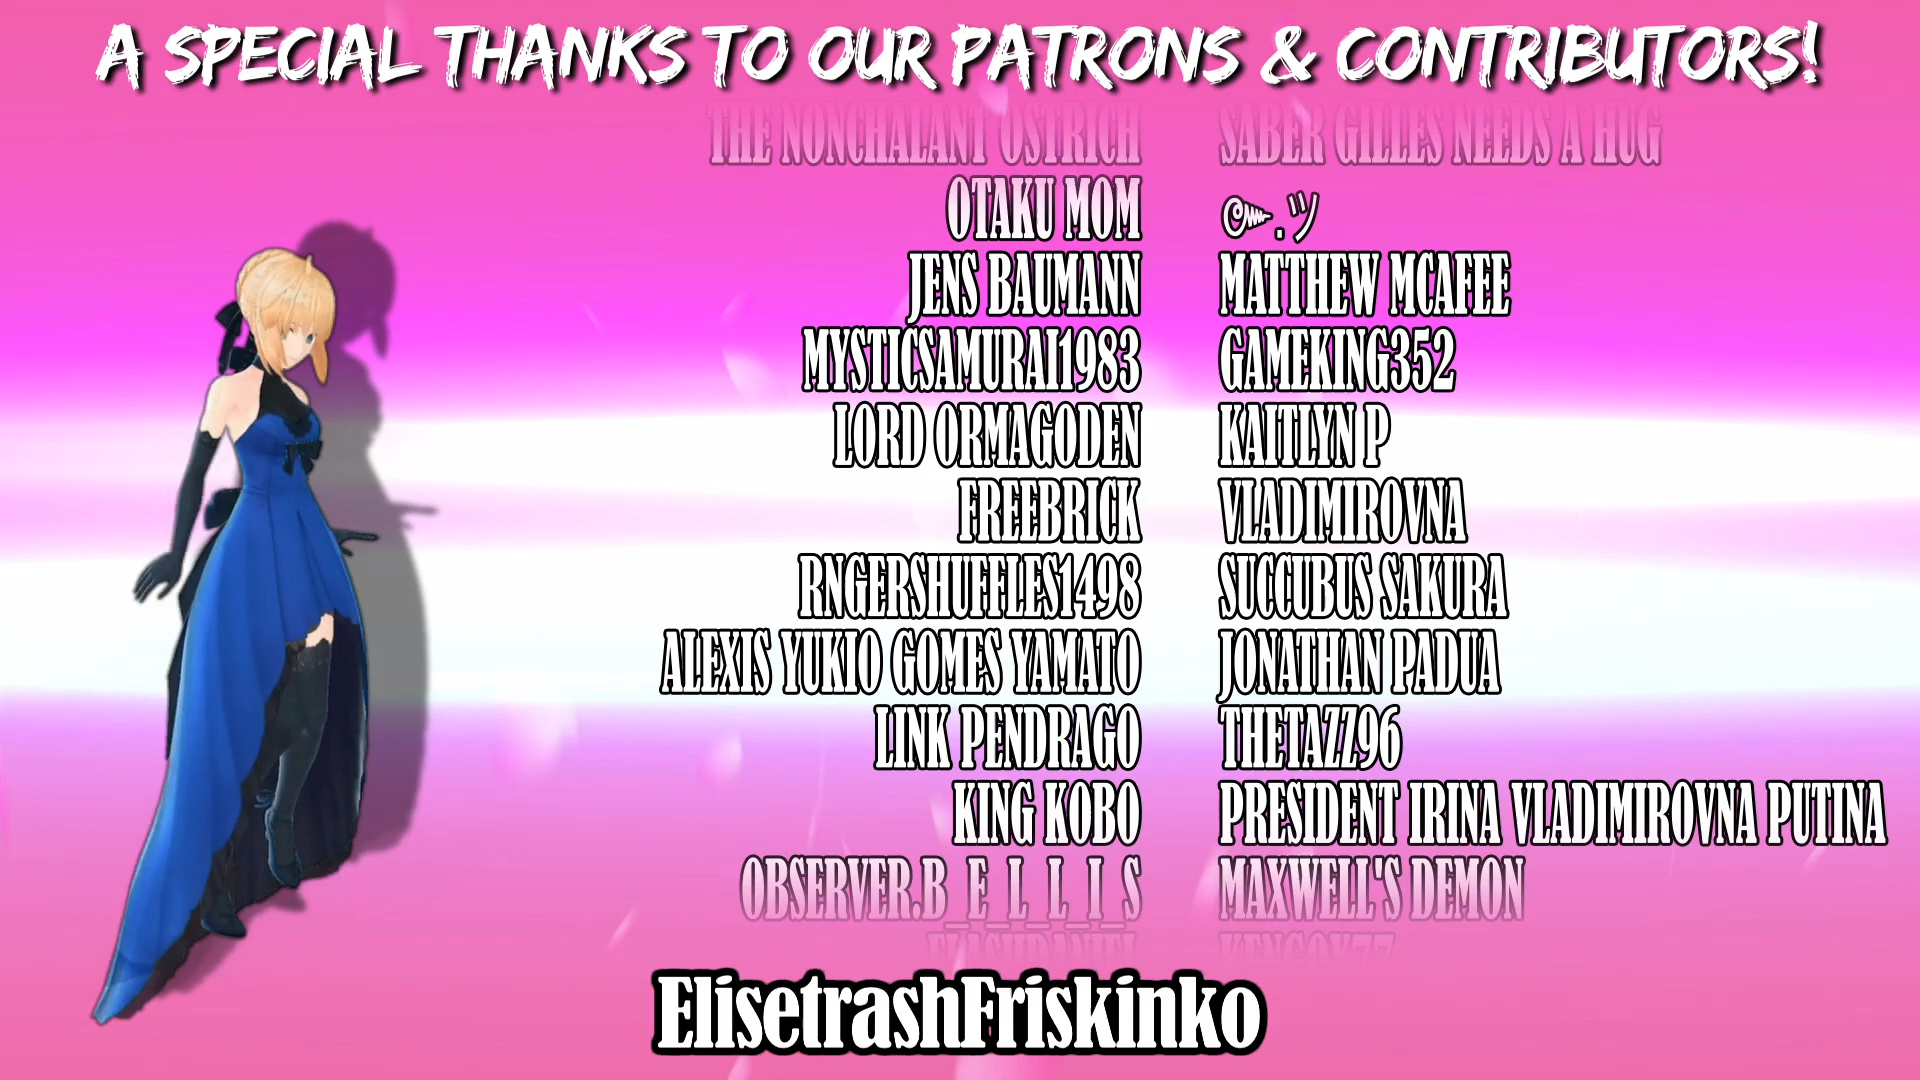 A SPECIAL THANKS TO OUR PATRONS & CONTRIBUTORS!
THE NONCHALANT OSTRICH SABER GILLES NEEDS A HUG
OTAKU MOM .ツ
JENS BAUMANN MATTHEW MCAFEE
MYSTICSAMURAI1983 GAMEKING352
LORD ORMAGODEN KAITLYN P
FREEBRICK VLADIMIROVNA
RNGERSHUFFLES1498 SUCCUBUS SAKURA
ALEXIS YUKIO GOMES YAMATO JONATHAN PADUA
LINK PENDRAGO THETAZZ96
KING KOBO PRESIDENT IRINA VLADIMIROVNA PUTINA
OBSERVER.B_E_L_L_I_S MAXWELL'S DEMON
ElisetrashFriskinko